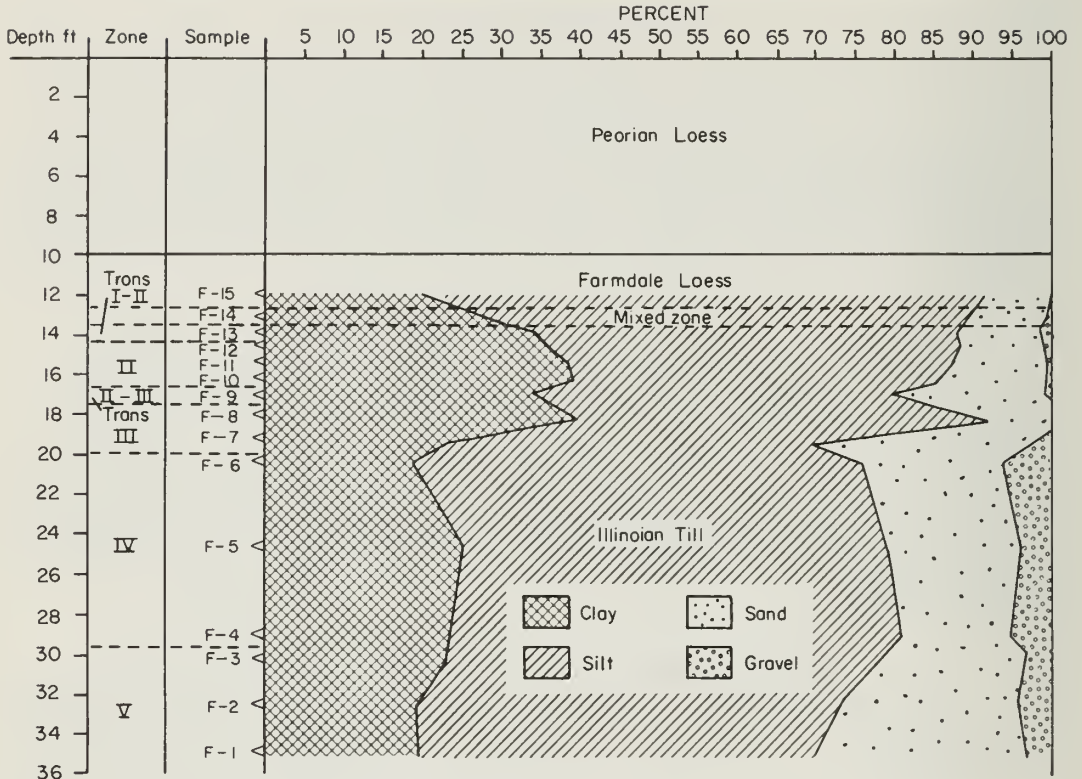 PERCENT
Depth ft Zone Sample 5 10 15 20 25 30 35 40 45 50 55 60 65 70 75 80 85 90 95 100
2
4
Peorian Loess
6
8
10
Trans
Farmdale Loess
12
I-II
F-15
F-14
Mixed zone
14
F-13
F-12
II
F-11
16
F-10
II-III
F-9
Trans
18
F-8
III
F-7
20
F-6
22
24
IV
F-5
Illinoian Till
26
Clay
Sand
28
F-4
30
F-3
Silt
Gravel
32
V
F-2
34
F-1
36